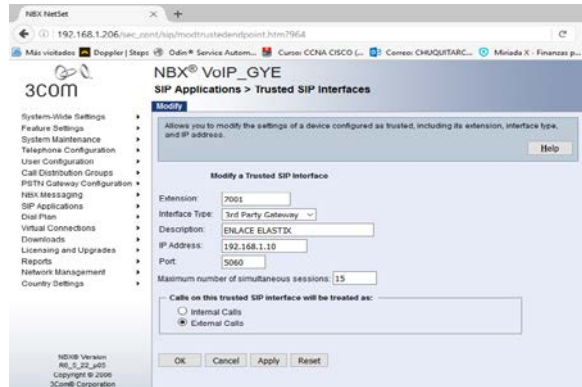 NBX NetSet
192.168.1.206/sec_cont/sip/modtrustedendpoint.htm?964
Más visitados Doppler | Steps Odin® Service Autom... Curso: CCNA CISCO (... Correo: CHUQUITARC... Miriada X - Finanzas p...
3COM
NBX® VoIP_GYE
SIP Applications > Trusted SIP Interfaces
Modify
Allows you to modify the settings of a device configured as trusted, including its extension, interface type, and IP address.
Help
System-Wide Settings
Feature Settings
System Maintenance
Telephone Configuration
User Configuration
Call Distribution Groups
PSTN Gateway Configuration
NBX Messaging
SIP Applications
Dial Plan
Virtual Connections
Downloads
Licensing and Upgrades
Reports
Network Management
Country Settings
Modify a Trusted SIP Interface
Extension: 7001
Interface Type: 3rd Party Gateway
Description: ENLACE ELASTIX
IP Address: 192.168.1.10
Port: 5060
Maximum number of simultaneous sessions: 15
Calls on this trusted SIP interface will be treated as:
Internal Calls
External Calls
OK Cancel Apply Reset
NBX® Version
R6_5_22_p05
Copyright © 2006
3Com® Corporation